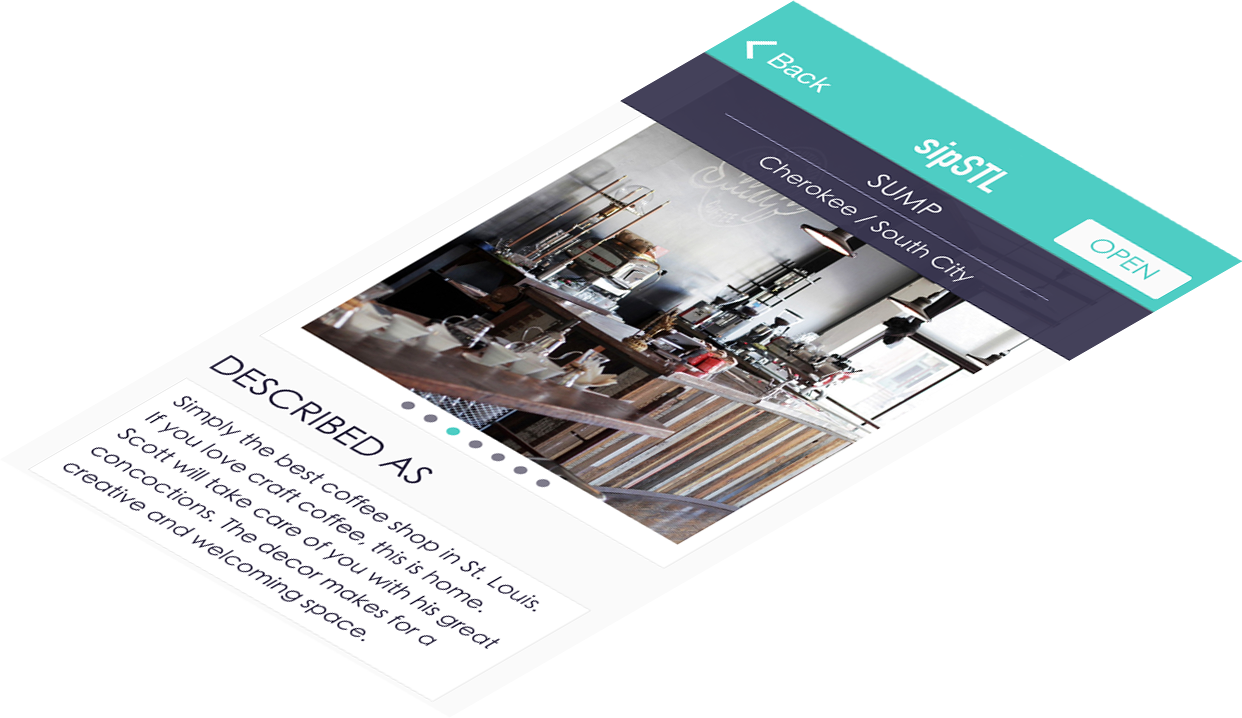 Back
sipSTL
OPEN
SUMP
Cherokee / South City
DESCRIBED AS
Simply the best coffee shop in St. Louis.
If you love craft coffee, this is home.
Scott will take care of you with his great
concoctions. The decor makes for a
creative and welcoming space.